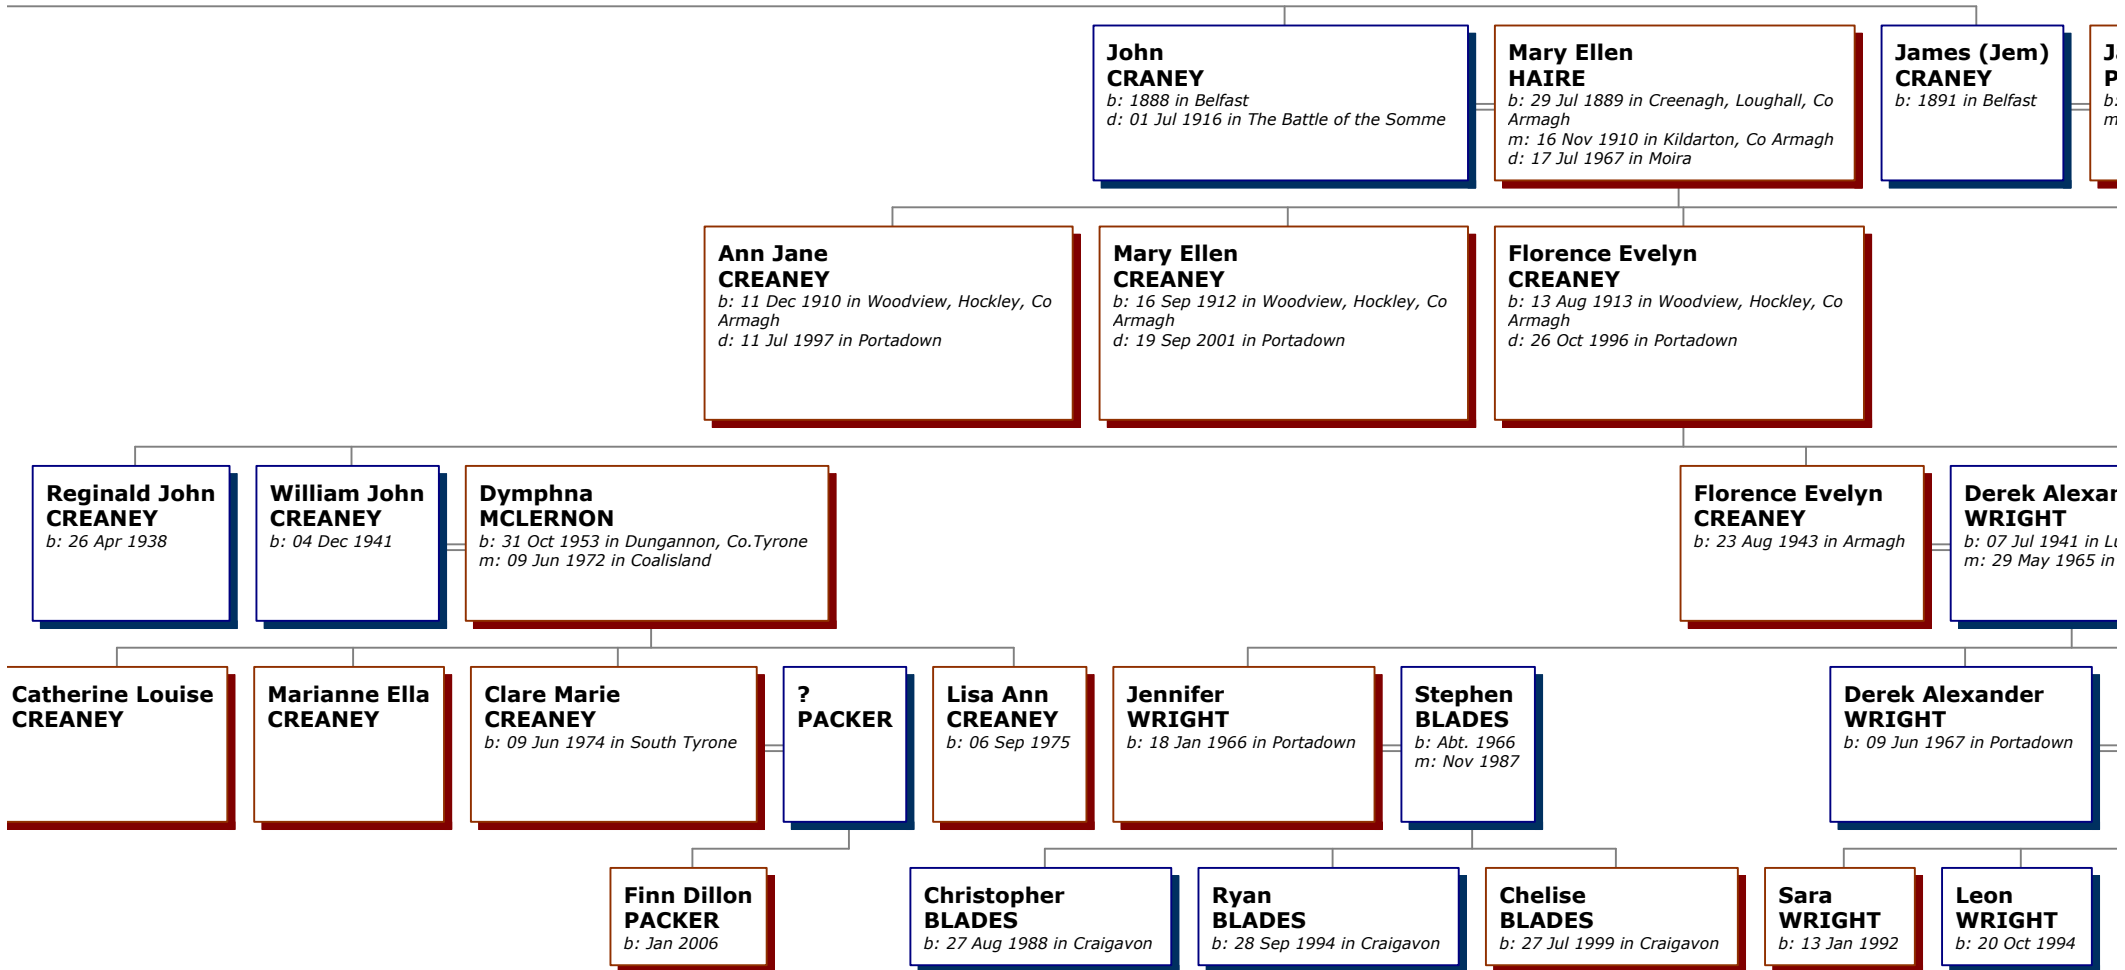 John
CRANEY
b: 1888 in Belfast
d: 01 Jul 1916 in The Battle of the Somme
Mary Ellen
HAIRE
b: 29 Jul 1889 in Creenagh, Loughall, Co
Armagh
m: 16 Nov 1910 in Kildarton, Co Armagh
d: 17 Jul 1967 in Moira
James (Jem)
CRANEY
b: 1891 in Belfast
b:
Ann Jane
CREANEY
b: 11 Dec 1910 in Woodview, Hockley, Co
Armagh
d: 11 Jul 1997 in Portadown
Mary Ellen
CREANEY
b: 16 Sep 1912 in Woodview, Hockley, Co
Armagh
d: 19 Sep 2001 in Portadown
Florence Evelyn
CREANEY
b: 13 Aug 1913 in Woodview, Hockley, Co
Armagh
d: 26 Oct 1996 in Portadown
Reginald John
CREANEY
b: 26 Apr 1938
William John
CREANEY
b: 04 Dec 1941
Dymphna
MCLERNON
b: 31 Oct 1953 in Dungannon, Co.Tyrone
m: 09 Jun 1972 in Coalisland
Florence Evelyn
CREANEY
b: 23 Aug 1943 in Armagh
Derek
WRIGHT
b: 07 Jul 1941 in
m: 29 May 1965 in
Catherine Louise
CREANEY
Marianne Ella
CREANEY
Clare Marie
CREANEY
b: 09 Jun 1974 in South Tyrone
?
PACKER
Lisa Ann
CREANEY
b: 06 Sep 1975
Jennifer
WRIGHT
b: 18 Jan 1966 in Portadown
Stephen
BLADES
b: Abt. 1966
m: Nov 1987
Derek Alexander
WRIGHT
b: 09 Jun 1967 in Portadown
Finn Dillon
PACKER
b: Jan 2006
Christopher
BLADES
b: 27 Aug 1988 in Craigavon
Ryan
BLADES
b: 28 Sep 1994 in Craigavon
Chelise
BLADES
b: 27 Jul 1999 in Craigavon
Sara
WRIGHT
b: 13 Jan 1992
Leon
WRIGHT
b: 20 Oct 1994